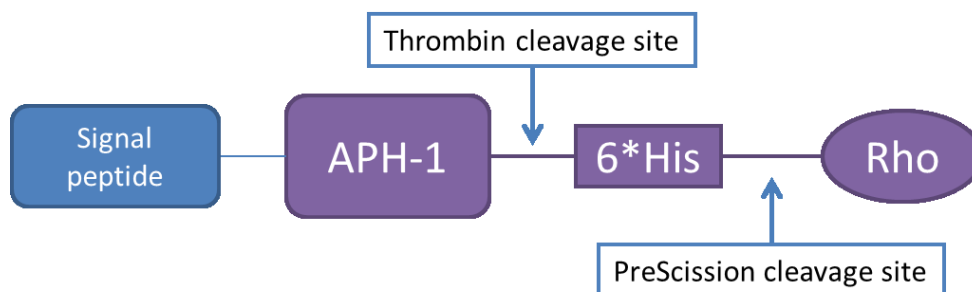 Thrombin cleavage site
Signal
peptide
APH-1
6*His
Rho
PreScission cleavage site